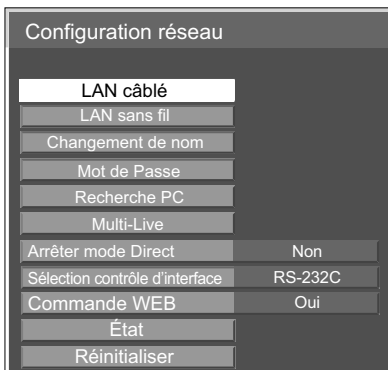 Configuration réseau
LAN câblé
LAN sans fil
Changement de nom
Mot de Passe
Recherche PC
Multi-Live
Arrêter mode Direct Non
Sélection contrôle d'interface RS-232C
Commande WEB Oui
État
Réinitialiser